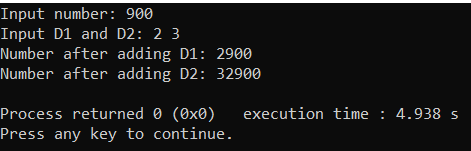 Input number: 900
Input D1 and D2: 2 3
Number after adding D1: 2900
Number after adding D2: 32900
Process returned 0 (0x0)   execution time : 4.938 s
Press any key to continue.